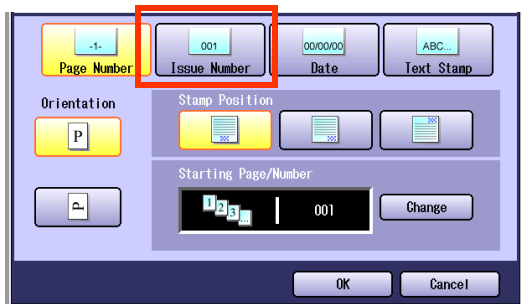 -1-
001
00/00/00
ABC...
Page Number
Issue Number
Date
Text Stamp
Orientation
Stamp Position
P
Starting Page/Number
P
1 2 3...
001
Change
OK
Cancel